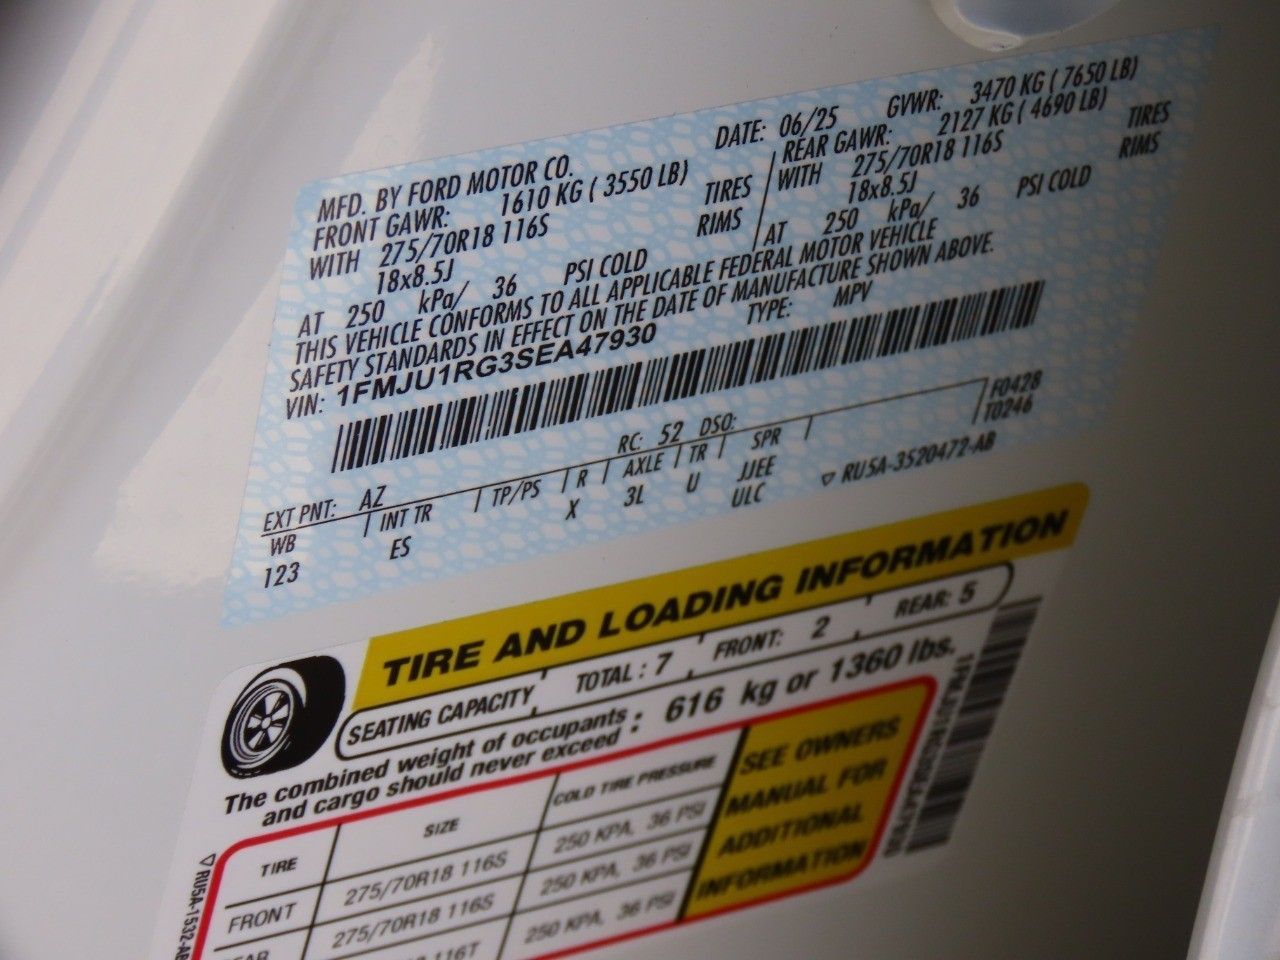 MFD. BY FORD MOTOR CO.
DATE: 06/25 GVWR: 3470 KG ( 7650 LB)
FRONT GAWR: 1610 KG ( 3550 LB)
REAR GAWR: 2127 KG ( 4690 LB)
WITH 275/70R18 116S TIRES
WITH 275/70R18 116S TIRES
18x8.5J RIMS
18x8.5J RIMS
AT 250 kPa/ 36 PSI COLD
AT 250 kPa/ 36 PSI COLD
THIS VEHICLE CONFORMS TO ALL APPLICABLE FEDERAL MOTOR VEHICLE
SAFETY STANDARDS IN EFFECT ON THE DATE OF MANUFACTURE SHOWN ABOVE.
VIN: 1FMJU1RG3SEA47930 TYPE: MPV
F0428
T0246
EXT PNT: AZ RC: 52 DSO:
WB INT TR TP/PS R AXLE TR SPR
123 ES X 3L U JJEE
ULC
▽ RU5A-3520472-AB
TIRE AND LOADING INFORMATION
SEATING CAPACITY TOTAL : 7 FRONT: 2 REAR: 5
The combined weight of occupants
and cargo should never exceed : 616 kg or 1360 lbs.
TIRE SIZE COLD TIRE PRESSURE
FRONT 275/70R18 116S 250 KPA, 36 PSI
275/70R18 116S 250 KPA, 36 PSI
116T 250 KPA, 36 PSI
SEE OWNERS
MANUAL FOR
ADDITIONAL
INFORMATION
▽RU5A-1532-AB
1FMJU1RG3SEA47930